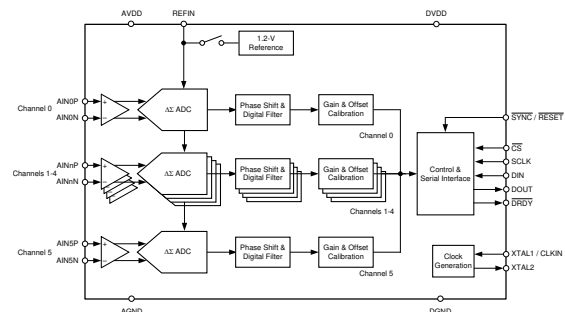 AVDD
REFIN
DVDD
1.2-V
Reference
Channel 0
AIN0P
AIN0N
+
−
ΔΣ ADC
Phase Shift &
Digital Filter
Gain & Offset
Calibration
Channel 0
SYNC / RESET
Channels 1-4
AINnP
AINnN
+
−
ΔΣ ADC
Phase Shift &
Digital Filter
Gain & Offset
Calibration
Channels 1-4
Control &
Serial Interface
CS
SCLK
DIN
DOUT
DRDY
Channel 5
AIN5P
AIN5N
+
−
ΔΣ ADC
Phase Shift &
Digital Filter
Gain & Offset
Calibration
Channel 5
Clock
Generation
XTAL1 / CLKIN
XTAL2
AGND
DGND